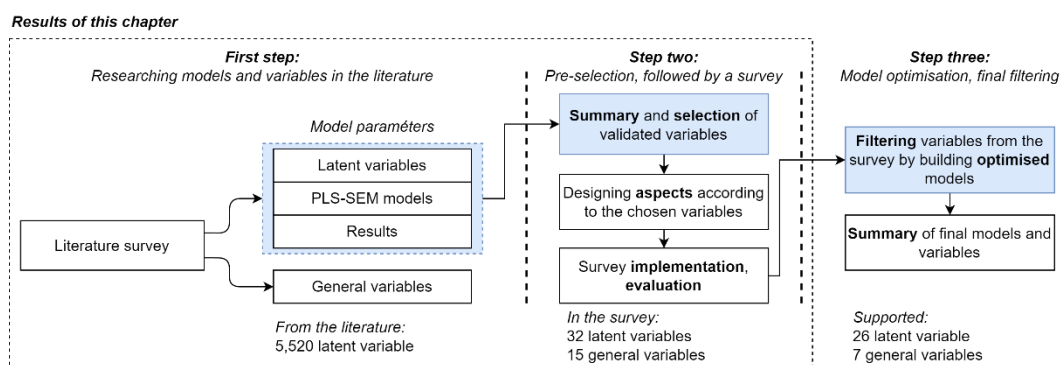 Results of this chapter
First step:
Researching models and variables in the literature
Step two:
Pre-selection, followed by a survey
Step three:
Model optimisation, final filtering
Model paraméters
Latent variables
PLS-SEM models
Results
Literature survey
General variables
From the literature:
5,520 latent variable
Summary and selection of
validated variables
Designing aspects according
to the chosen variables
Survey implementation,
evaluation
In the survey:
32 latent variables
15 general variables
Filtering variables from the
survey by building optimised
models
Summary of final models and
variables
Supported:
26 latent variable
7 general variables